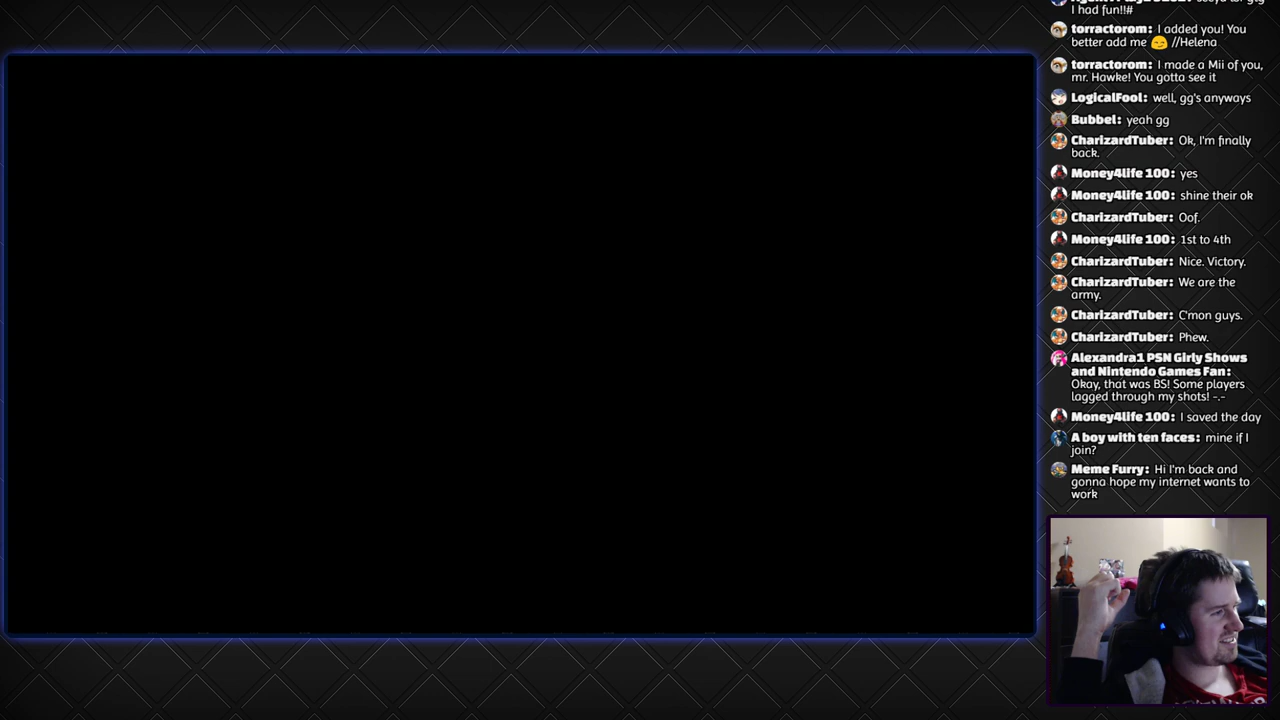 I had fun!!#
torractorom: I added you! You
better add me 😏 //Helena
torractorom: I made a Mii of you,
mr. Hawke! You gotta see it
LogicalFool: well, gg's anyways
Bubbel: yeah gg
CharizardTuber: Ok, I'm finally
back.
Money4life 100: yes
Money4life 100: shine their ok
CharizardTuber: Oof.
Money4life 100: 1st to 4th
CharizardTuber: Nice. Victory.
CharizardTuber: We are the
army.
CharizardTuber: C'mon guys.
CharizardTuber: Phew.
Alexandra1 PSN Girly Shows
and Nintendo Games Fan:
Okay, that was BS! Some players
lagged through my shots! -.-
Money4life 100: I saved the day
A boy with ten faces: mine if I
join?
Meme Furry: Hi I'm back and
gonna hope my internet wants to
work